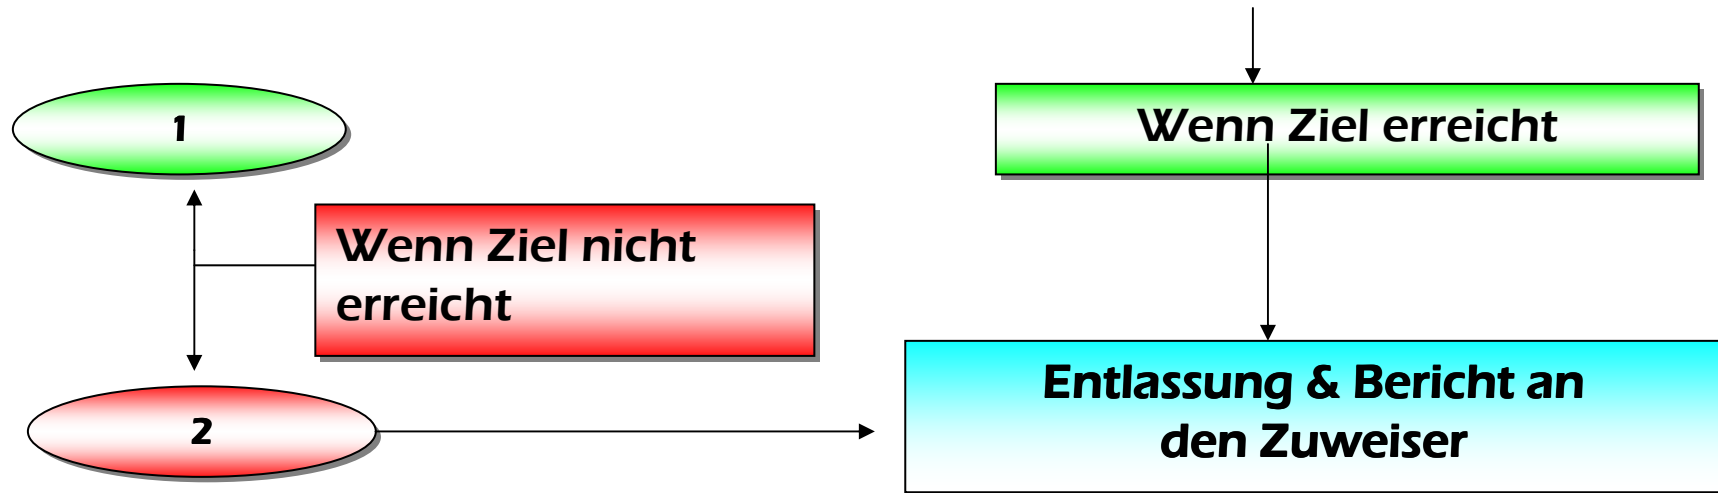 1
Wenn Ziel erreicht
Wenn Ziel nicht
erreicht
2
Entlassung & Bericht an
den Zuweiser